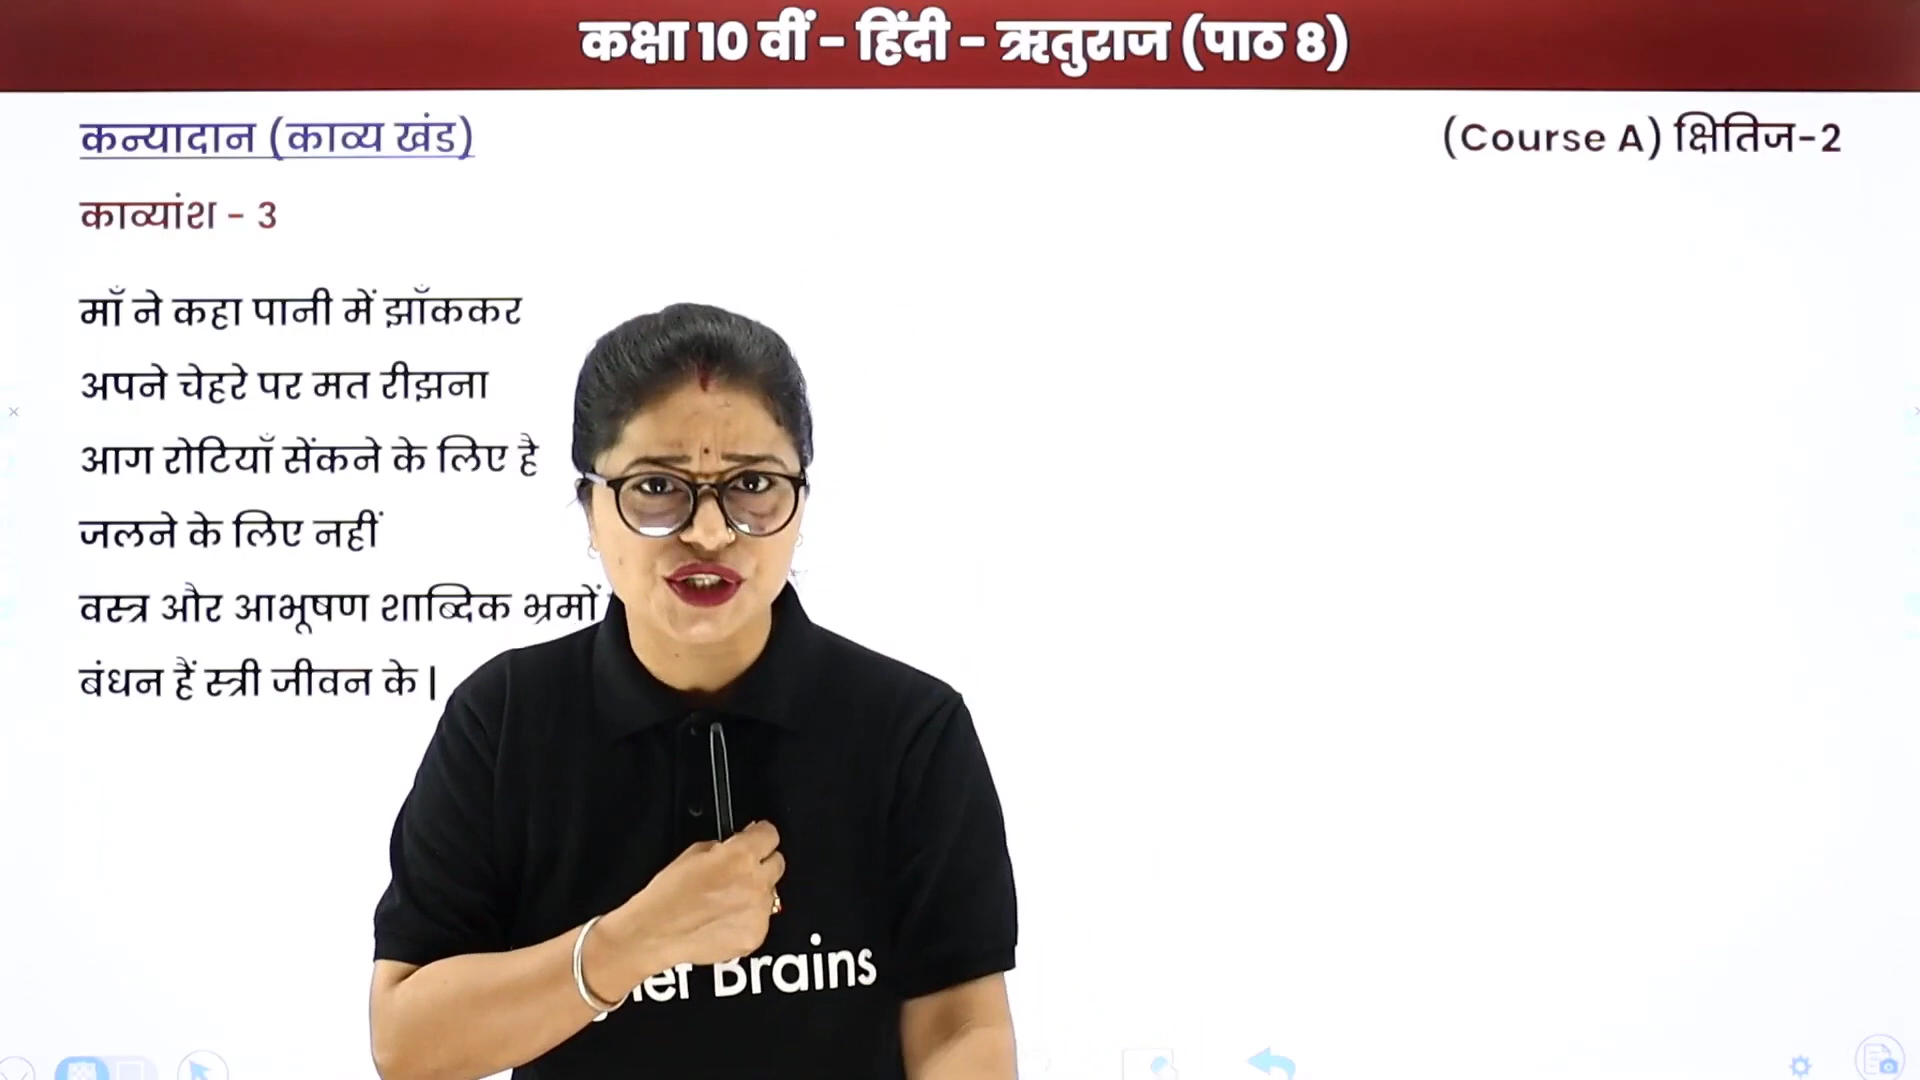 कक्षा 10 वीं - हिंदी - ऋतुराज (पाठ 8)
कन्यादान (काव्य खंड)
(Course A) क्षितिज-2
काव्यांश - 3
माँ ने कहा पानी में झाँककर
अपने चेहरे पर मत रीझना
आग रोटियाँ सेंकने के लिए है
जलने के लिए नहीं
वस्त्र और आभूषण शाब्दिक भ्रमों
बंधन हैं स्त्री जीवन के |
Brains